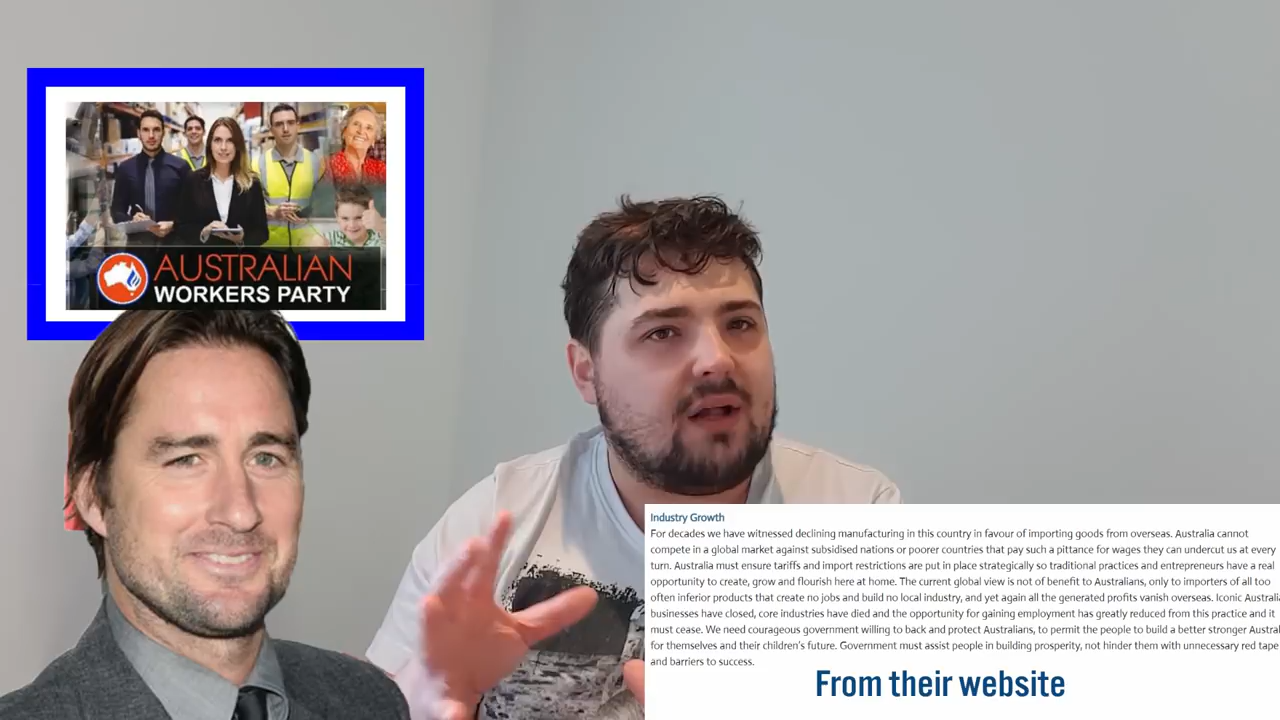 AUSTRALIAN
WORKERS PARTY
Industry Growth
For decades we have witnessed declining manufacturing in this country in favour of importing goods from overseas. Australia cannot
compete in a global market against subsidised nations or poorer countries that pay such a pittance for wages they can undercut us at every
turn. Australia must ensure tariffs and import restrictions are put in place strategically so traditional practices and entrepreneurs have a real
opportunity to create, grow and flourish here at home. The current global view is not of benefit to Australians, only to importers of all too
often inferior products that create no jobs and build no local industry, and yet again all the generated profits vanish overseas. Iconic Australia
businesses have closed, core industries have died and the opportunity for gaining employment has greatly reduced from this practice and it
must cease. We need courageous government willing to back and protect Australians, to permit the people to build a better stronger Austral
for themselves and their children's future. Government must assist people in building prosperity, not hinder them with unnecessary red tape
and barriers to success.
From their website